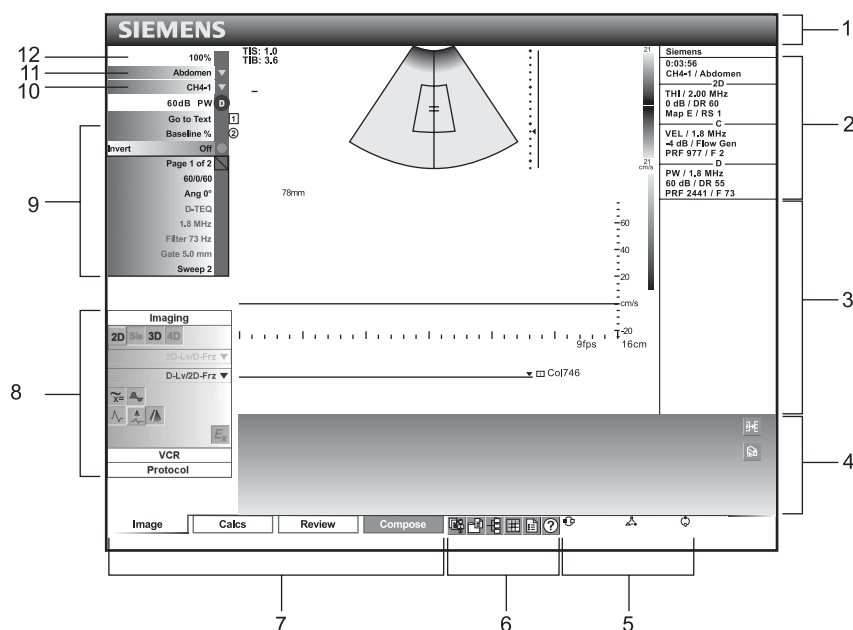 SIEMENS
1
12
100%
TIS: 1.0
TIB: 3.6
21
Siemens
11
Abdomen
0:03:56
CH4-1 / Abdomen
10
CH4-1
2D
THI / 2.00 MHz
0 dB / DR 60
Map E / RS 1
60dB PW D
Go to Text 1
Baseline % 2
C
VEL / 1.8 MHz
-4 dB / Flow Gen
PRF 977 / F 2
2
Invert Off
9
Page 1 of 2
21
cm/s
D
60/0/60
PW / 1.8 MHz
60 dB / DR 55
PRF 2441 / F 73
Ang 0°
78mm
D-TEQ
1.8 MHz
-60
Filter 73 Hz
-40
Gate 5.0 mm
Sweep 2
-20
3
cm/s
8
Imaging
2D Sie 3D 4D
-20
9fps 16cm
3D-Lv/D-Frz
D-Lv/2D-Frz
Col746
x=
Ex
4
VCR
Protocol
Image
Calcs
Review
Compose
?
7
6
5